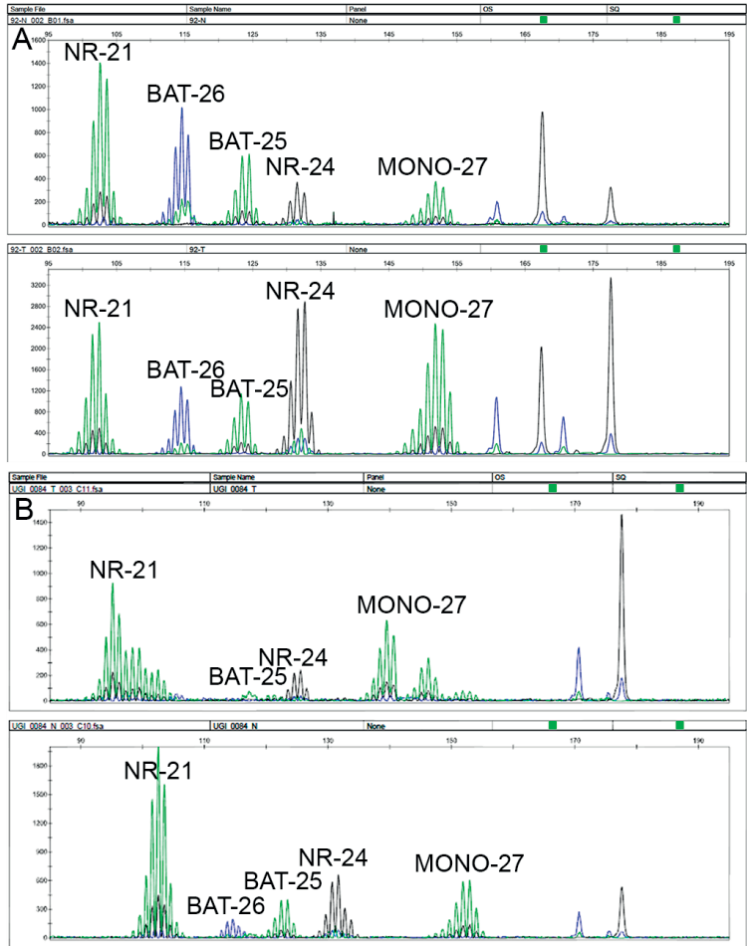 Sample File Sample Name Panel OS SQ
92-N_002_B01.fsa 92-N None
A
95 105 115 125 135 145 155 165 175 185 195
NR-21
BAT-26
BAT-25
NR-24
MONO-27
1600
1400
1200
1000
800
600
400
200
0
92-T_002_B02.fsa 92-T None
95 105 115 125 135 145 155 165 175 185 195
NR-21
BAT-26
BAT-25
NR-24
MONO-27
3200
2800
2400
2000
1600
1200
800
400
0
Sample File Sample Name Panel OS SQ
UGI_0084_T_003_C11.fsa UGI_0084_T None
B
90 110 130 150 170 190
NR-21
BAT-25
NR-24
MONO-27
1400
1200
1000
800
600
400
200
0
UGI_0084_N_003_C10.fsa UGI_0084_N None
90 110 130 150 170 190
NR-21
BAT-26
BAT-25
NR-24
MONO-27
1800
1500
1200
900
600
300
0